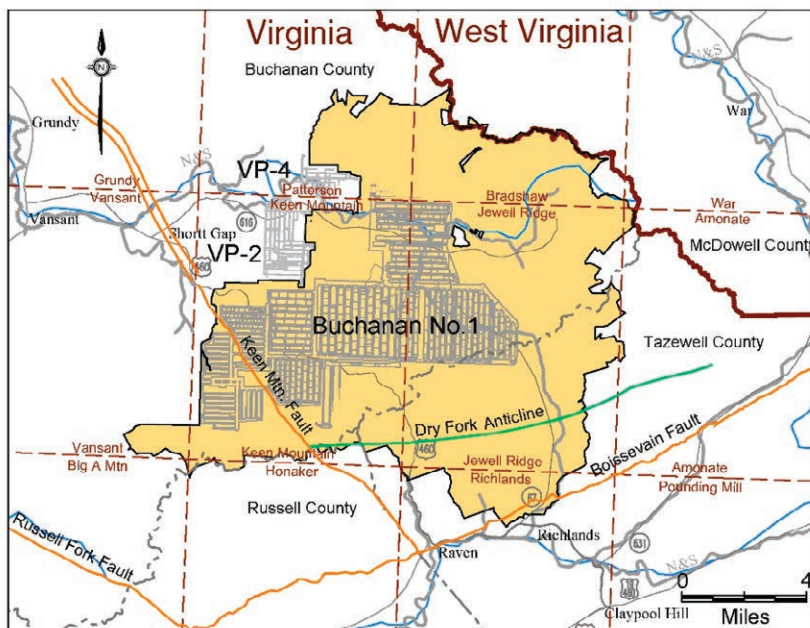 Virginia
West Virginia
Buchanan County
N&S
N
War
Grundy
N&S
VP-4
Grundy
Vansant
Patterson
Keen Mountain
Bradshaw
Jewell Ridge
War
Amonate
Vansant
616
Shortt Gap
VP-2
McDowell County
460
Buchanan No.1
Keen Mtn. Fault
Tazewell County
Dry Fork Anticline
Boissevain Fault
Vansant
Big A Mtn
Keen Mountain
Honaker
460
Jewell Ridge
Richlands
Amonate
Pounding Mill
67
Russell County
Russell Fork Fault
Raven
Richlands
631
N&S
19
460
Claypool Hill
0
4
Miles